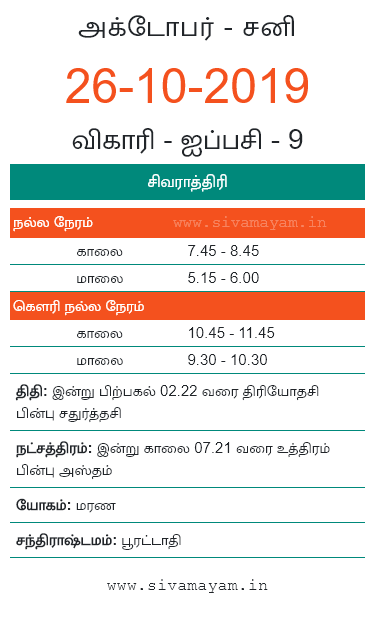 அக்டோபர் - சனி
26-10-2019
விகாரி - ஐப்பசி - 9
சிவராத்திரி
நல்ல நேரம் www.sivamayam.in
காலை 7.45 - 8.45
மாலை 5.15 - 6.00
கௌரி நல்ல நேரம்
காலை 10.45 - 11.45
மாலை 9.30 - 10.30
திதி: இன்று பிற்பகல் 02.22 வரை திரியோதசி
பின்பு சதுர்த்தசி
நட்சத்திரம்: இன்று காலை 07.21 வரை உத்திரம்
பின்பு அஸ்தம்
யோகம்: மரண
சந்திராஷ்டமம்: பூரட்டாதி
www.sivamayam.in